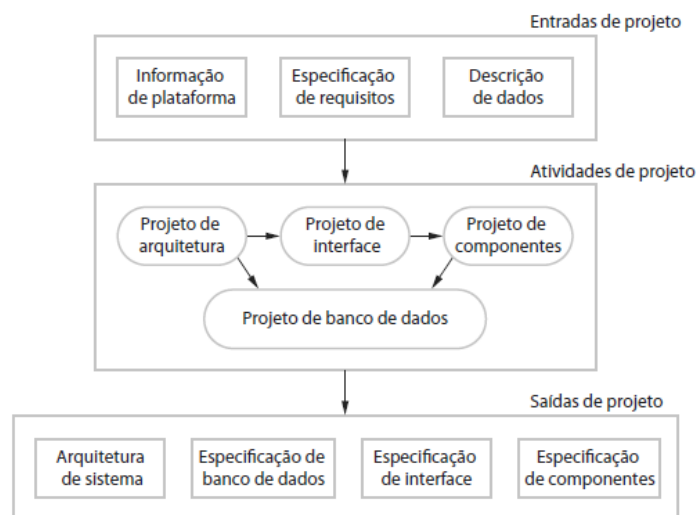 Entradas de projeto
Informação
de plataforma
Especificação
de requisitos
Descrição
de dados
Atividades de projeto
Projeto de
arquitetura
Projeto de
interface
Projeto de
componentes
Projeto de banco de dados
Saídas de projeto
Arquitetura
de sistema
Especificação de
banco de dados
Especificação
de interface
Especificação
de componentes